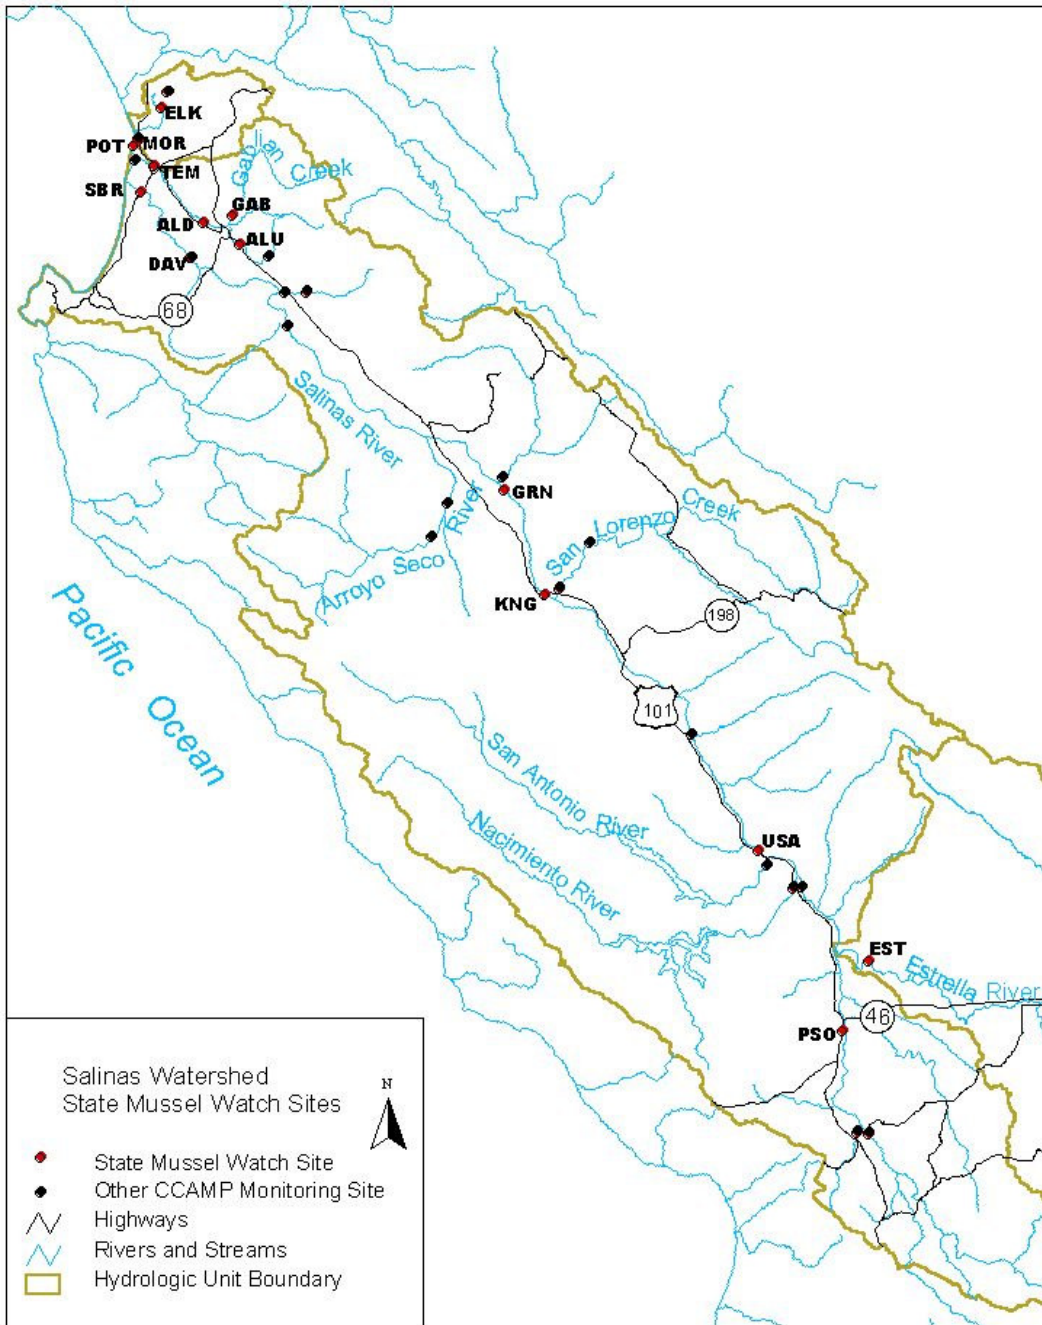 ELK
POT
MOR
TEM
Gabilan Creek
SBR
GAB
ALD
ALU
DAV
68
Salinas River
GRN
San Lorenzo Creek
Arroyo Seco River
KNG
198
Pacific Ocean
101
San Antonio River
USA
Nacimiento River
EST
Estrella River
46
PSO
Salinas Watershed
State Mussel Watch Sites
N
State Mussel Watch Site
Other CCAMP Monitoring Site
Highways
Rivers and Streams
Hydrologic Unit Boundary